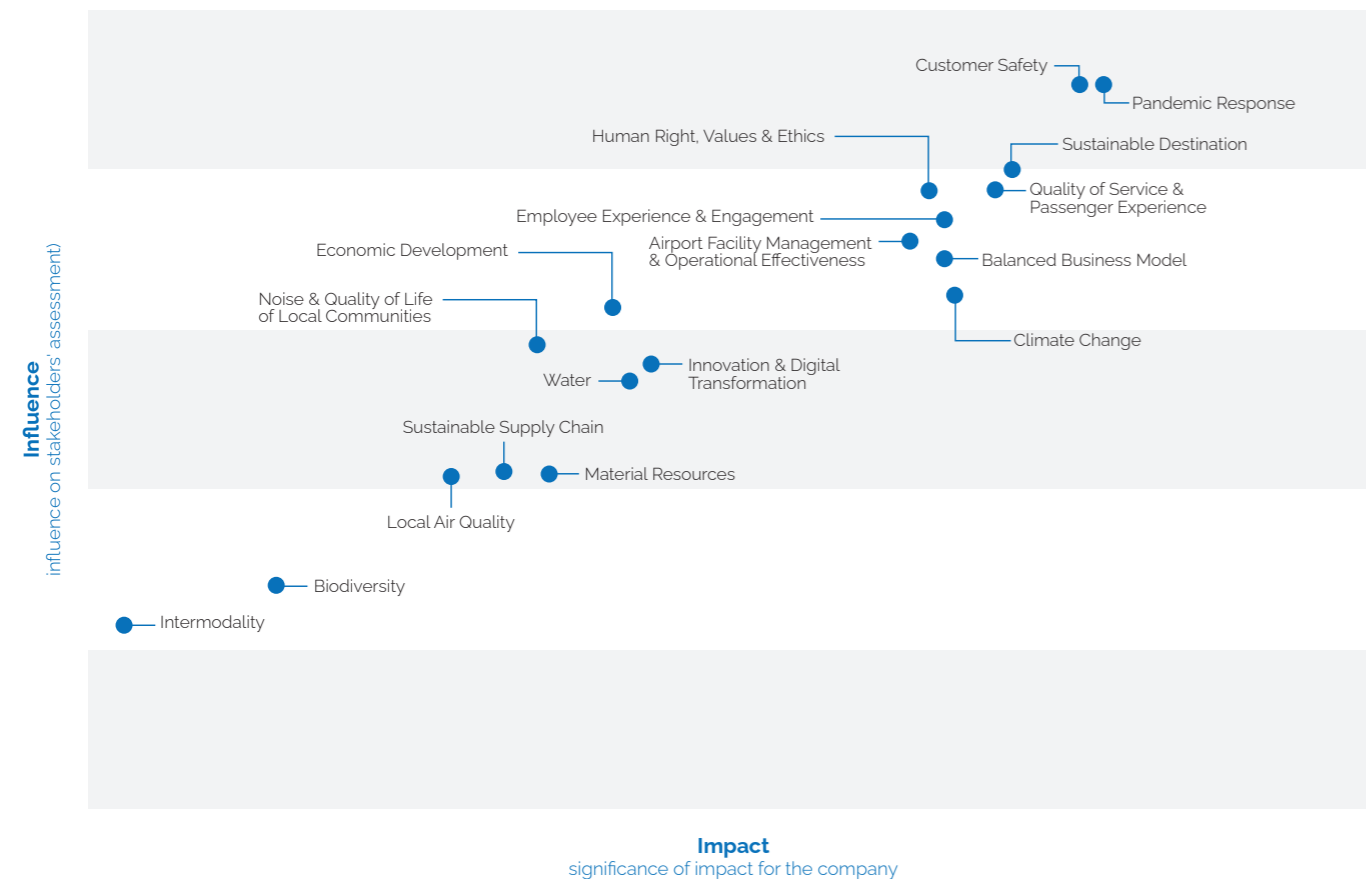 Customer Safety
Pandemic Response
Human Right, Values & Ethics
Sustainable Destination
Quality of Service &
Passenger Experience
Employee Experience & Engagement
Airport Facility Management
& Operational Effectiveness
Economic Development
Balanced Business Model
Noise & Quality of Life
of Local Communities
Climate Change
Innovation & Digital
Transformation
Water
Sustainable Supply Chain
Material Resources
Local Air Quality
Biodiversity
Intermodality
Influence
influence on stakeholders' assessment)
Impact
significance of impact for the company